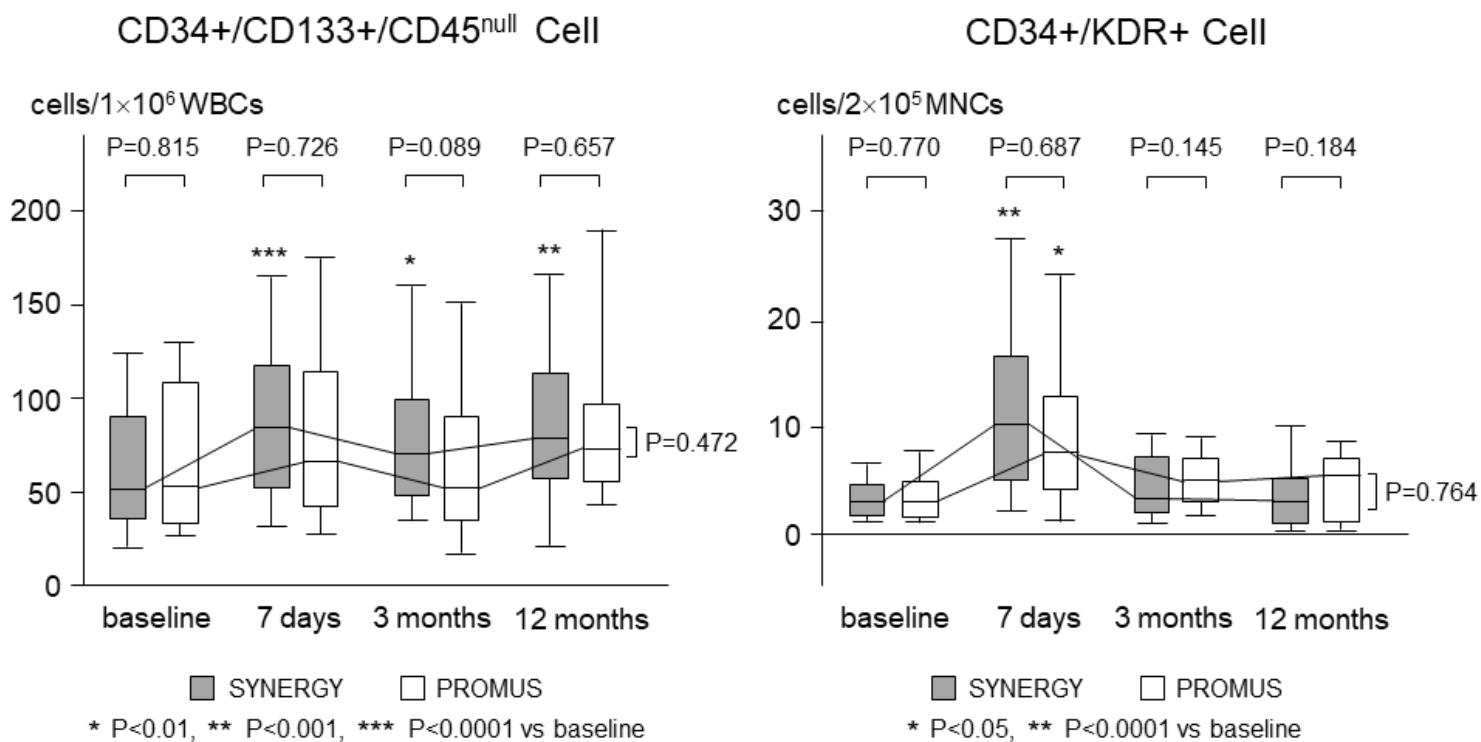 CD34+/CD133+/CD45null Cell
cells/1×10⁶ WBCs
P=0.815 P=0.726 P=0.089 P=0.657
200
150
100
50
0
*** * **
P=0.472
baseline 7 days 3 months 12 months
SYNERGY PROMUS
* P<0.01, ** P<0.001, *** P<0.0001 vs baseline
CD34+/KDR+ Cell
cells/2×10⁵ MNCs
P=0.770 P=0.687 P=0.145 P=0.184
30
20
10
0
** *
P=0.764
baseline 7 days 3 months 12 months
SYNERGY PROMUS
* P<0.05, ** P<0.0001 vs baseline